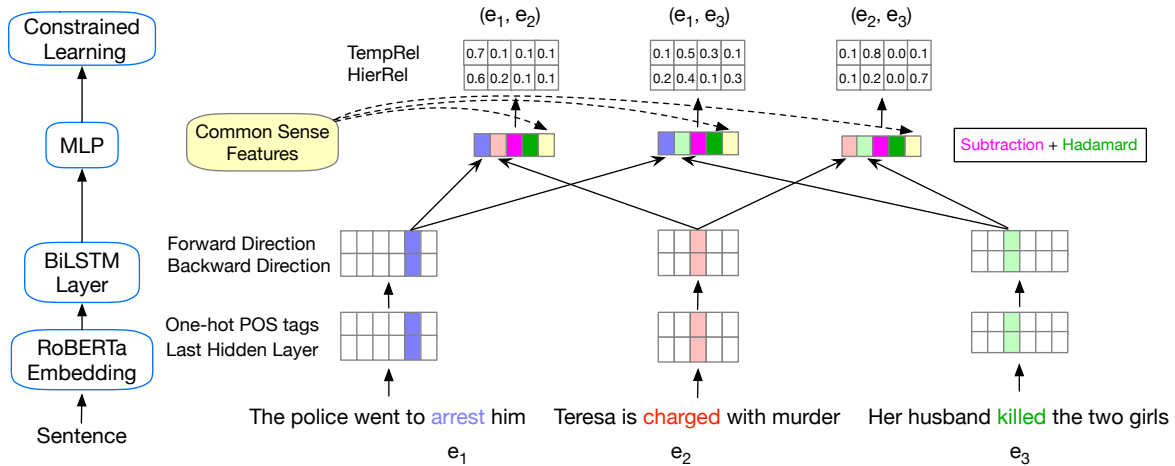 Constrained
Learning
MLP
BiLSTM
Layer
RoBERTa
Embedding
Sentence
(e1, e2)
(e1, e3)
(e2, e3)
TempRel
HierRel
0.7 0.1 0.1 0.1
0.6 0.2 0.1 0.1
0.1 0.5 0.3 0.1
0.2 0.4 0.1 0.3
0.1 0.8 0.0 0.1
0.1 0.2 0.0 0.7
Common Sense
Features
Subtraction + Hadamard
Forward Direction
Backward Direction
One-hot POS tags
Last Hidden Layer
The police went to arrest him
e1
Teresa is charged with murder
e2
Her husband killed the two girls
e3